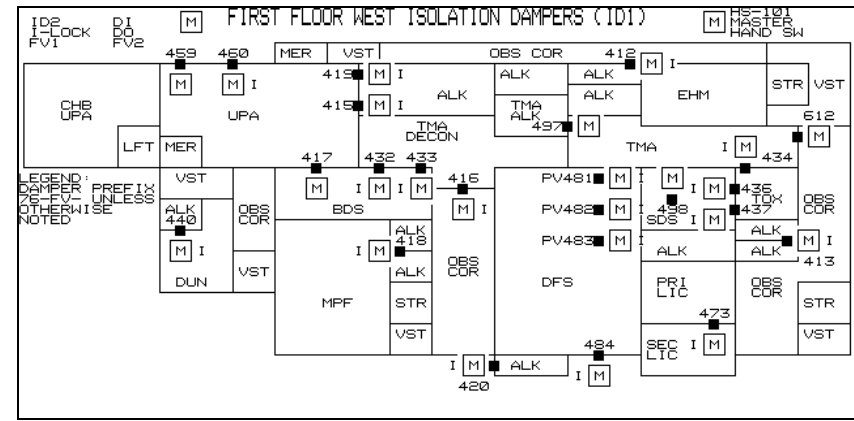 FIRST FLOOR WEST ISOLATION DAMPERS (ID1)
ID2 DI M
I-LOCK DO
FV1 FV2
M HS-101
MASTER
HAND SW
459 460 MER VST OBS COR 412
M M I
419 M I
ALK ALK M I
415 M I
ALK ALK EHM STR VST
CHB
UPA
UPA
TMA
ALK
612
TMA
DECON
497 M
M
LFT MER
TMA I M
417 432 433 434
LEGEND:
DAMPER PREFIX
76-FV- UNLESS
OTHERWISE
NOTED
VST
M I M I M
416
PV481 M I M I M 436
ALK
440
OBS
COR
BDS
M I
PV482 M I 498
SDS I M 437
TOX
OBS
COR
M I
ALK
418
I M
PV483 M I
ALK
ALK
ALK M I
413
DUN
VST
ALK
OBS
COR
DFS
PRI
LIC
OBS
COR
MPF STR STR
473
VST
484
SEC
LIC
I M
VST
I M ALK
420
I M